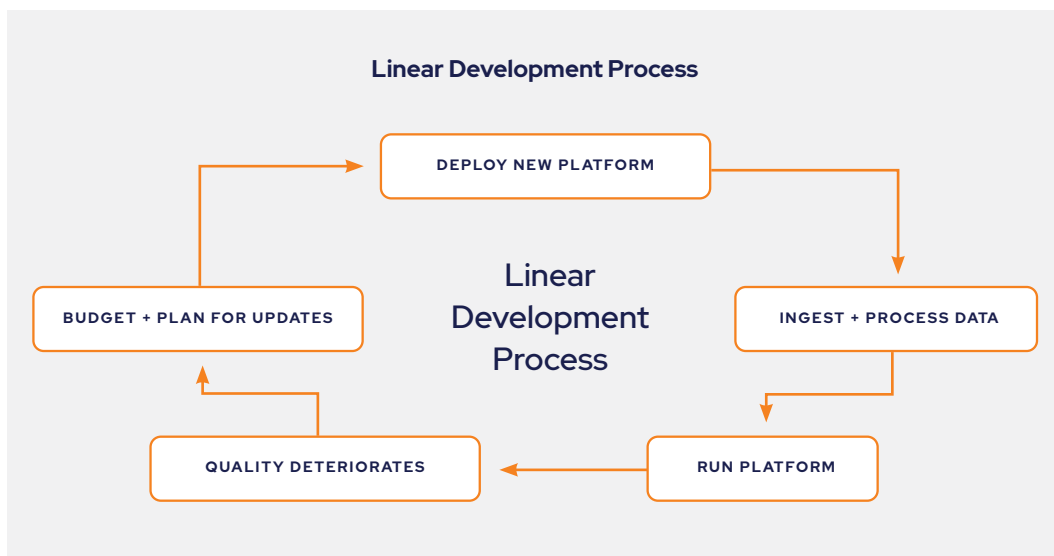 Linear Development Process
DEPLOY NEW PLATFORM
Linear
Development
Process
BUDGET + PLAN FOR UPDATES
INGEST + PROCESS DATA
QUALITY DETERIORATES
RUN PLATFORM